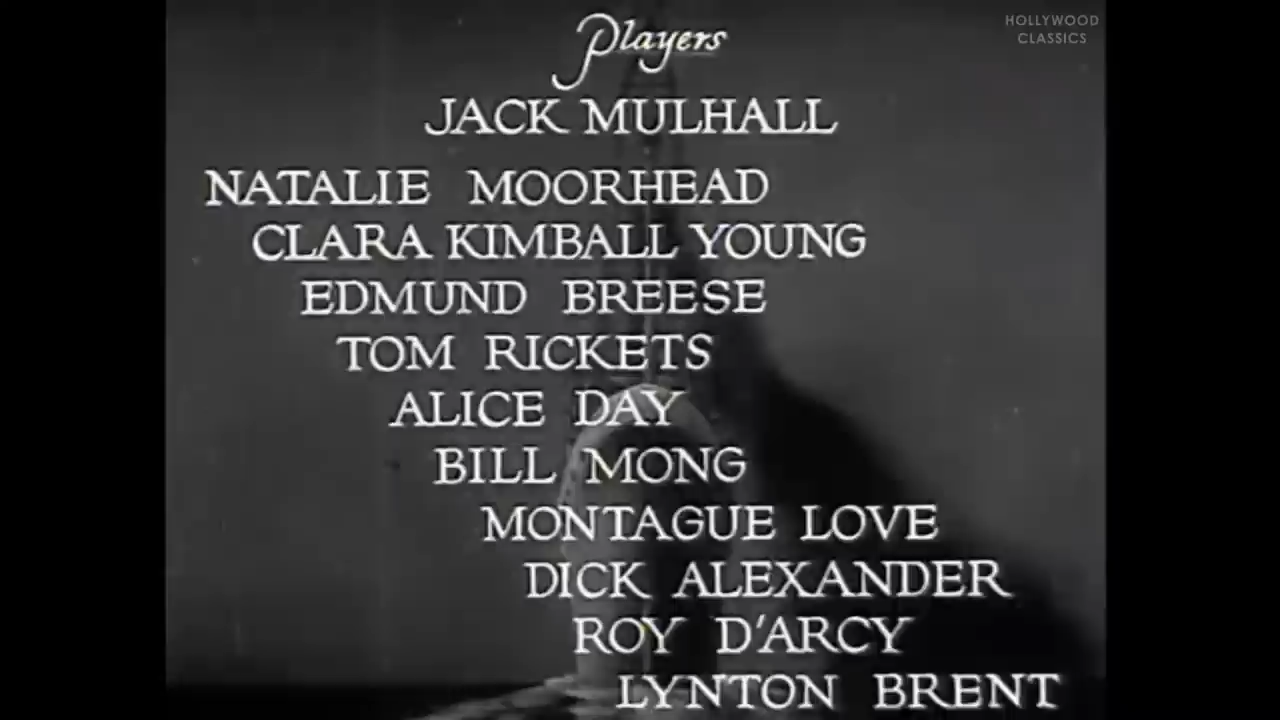 Players
HOLLYWOOD
CLASSICS
JACK MULHALL
NATALIE MOORHEAD
CLARA KIMBALL YOUNG
EDMUND BREESE
TOM RICKETS
ALICE DAY
BILL MONG
MONTAGUE LOVE
DICK ALEXANDER
ROY D'ARCY
LYNTON BRENT